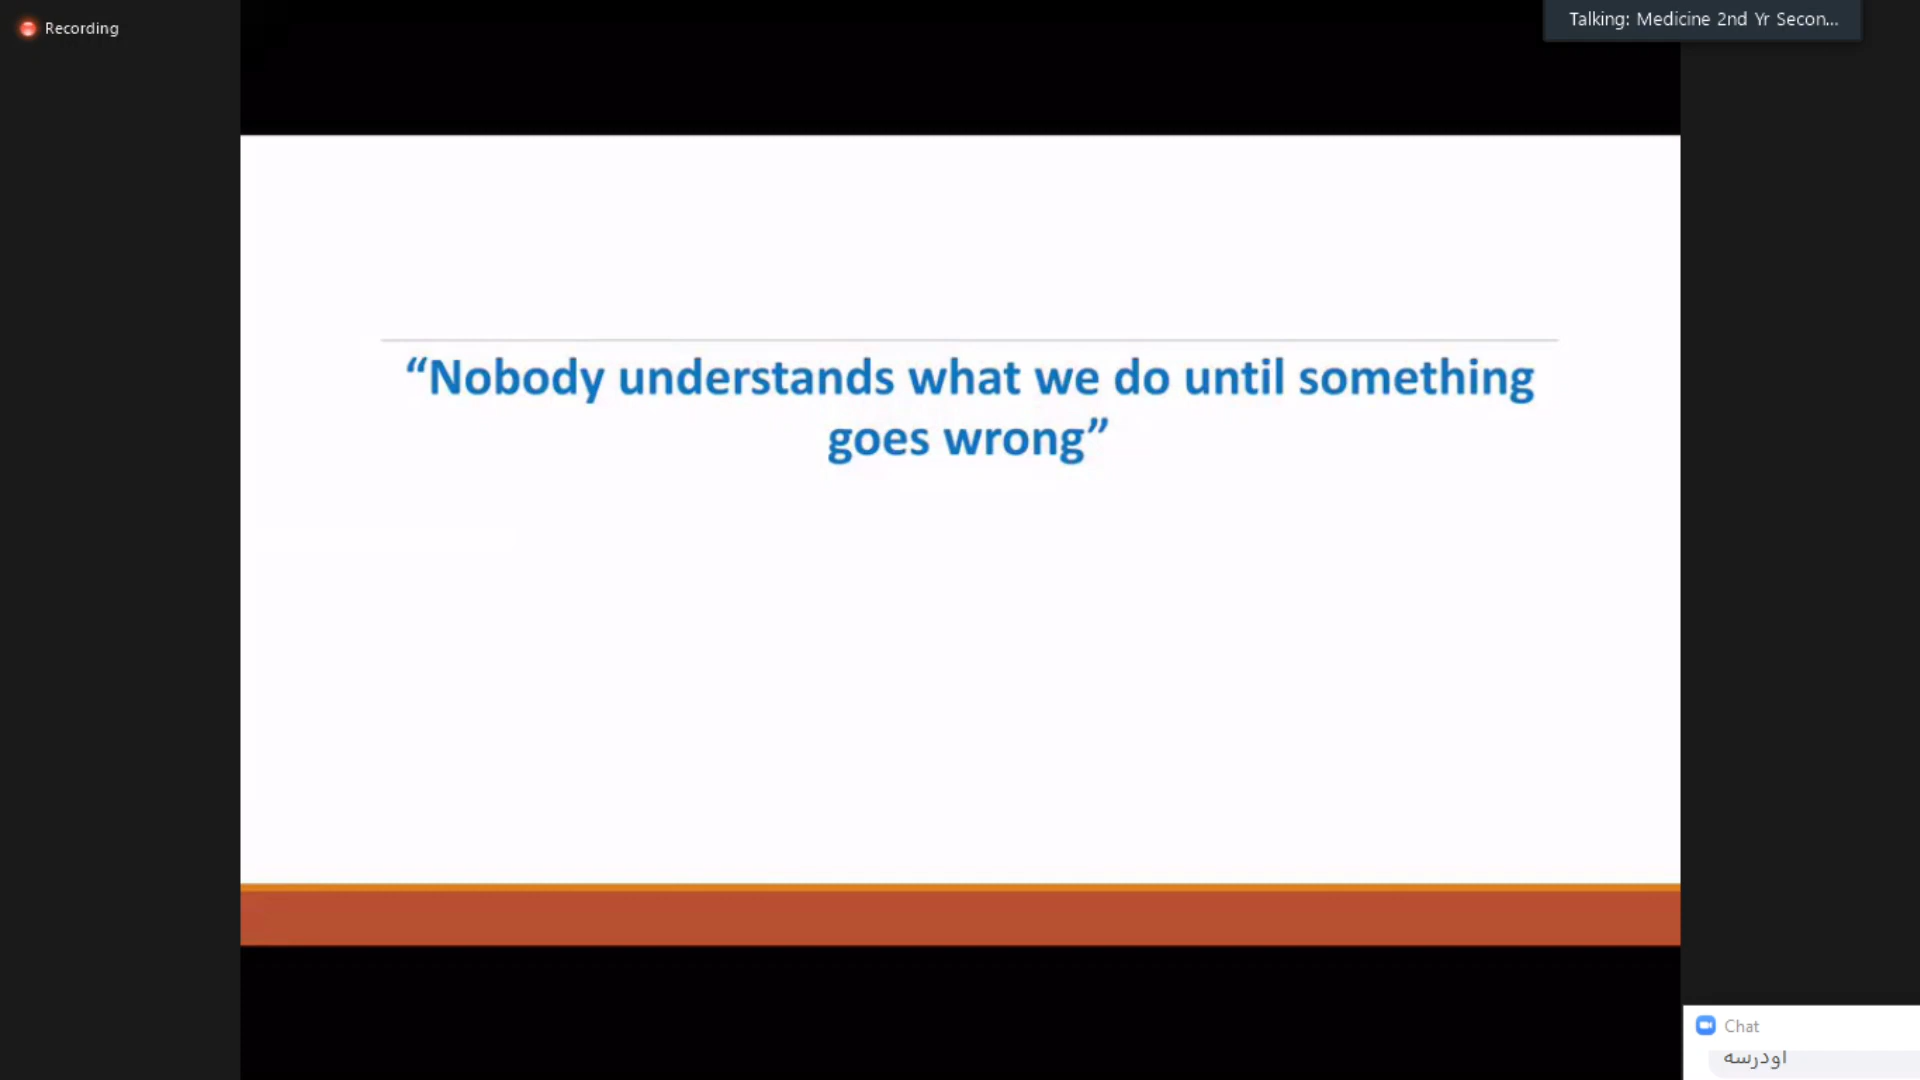 Recording
Talking: Medicine 2nd Yr Secon...
“Nobody understands what we do until something
goes wrong”
Chat
اودرسه